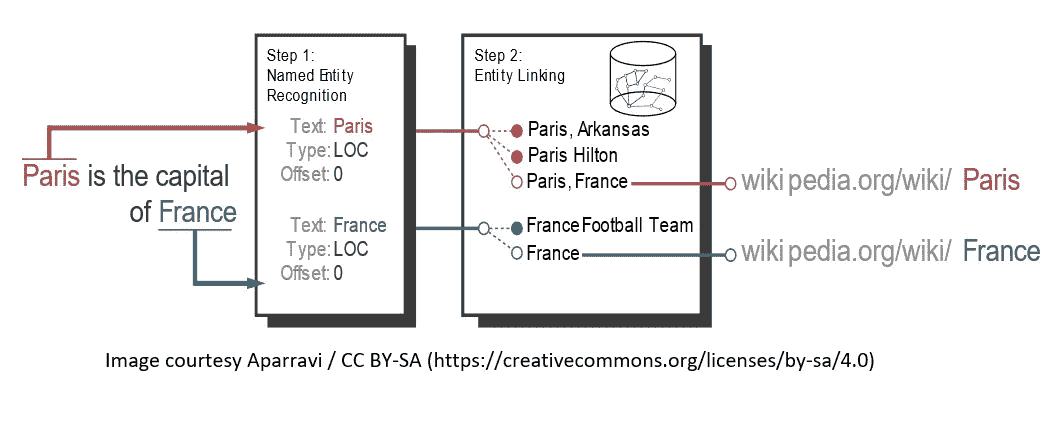 Paris is the capital
of France
Step 1:
Named Entity
Recognition
Text: Paris
Type: LOC
Offset: 0
Text: France
Type: LOC
Offset: 0
Step 2:
Entity Linking
Paris, Arkansas
Paris Hilton
Paris, France
France Football Team
France
wikipedia.org/wiki/ Paris
wikipedia.org/wiki/ France
Image courtesy Aparravi / CC BY-SA (https://creativecommons.org/licenses/by-sa/4.0)